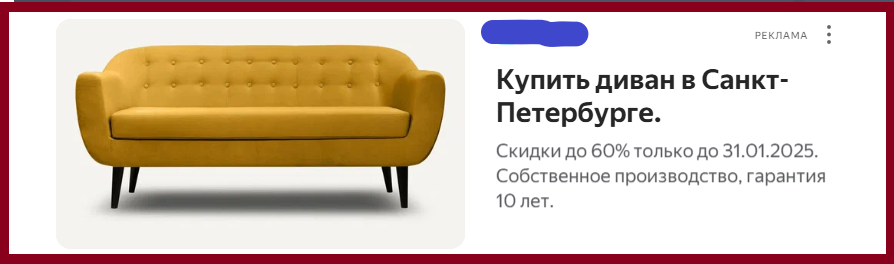 РЕКЛАМА
Купить диван в Санкт-
Петербурге.
Скидки до 60% только до 31.01.2025.
Собственное производство, гарантия
10 лет.